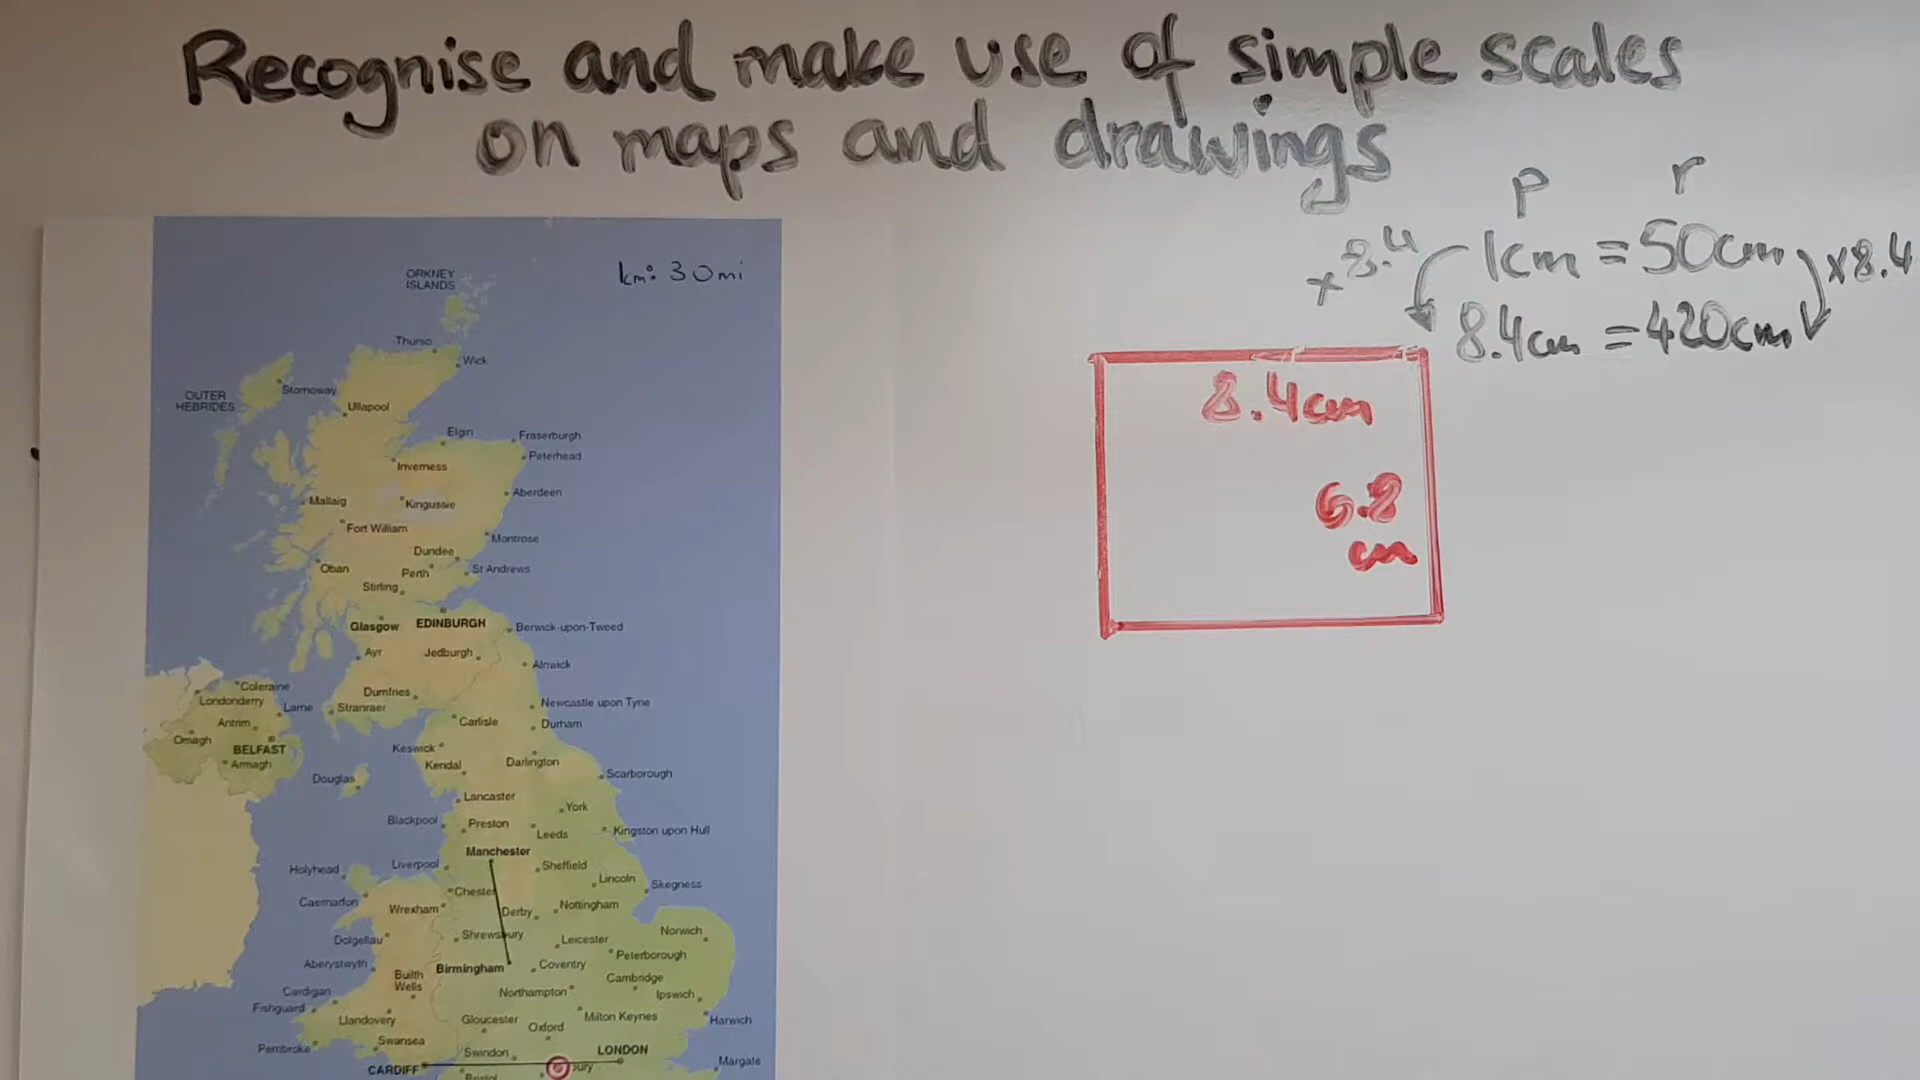 Recognise and make use of simple scales
on maps and drawings
p r
×8.4 1cm = 50cm ×8.4
8.4cm = 420cm
8.4cm
6.8
cm
1cm: 30mi
ORKNEY
ISLANDS
Thurso
Wick
OUTER
HEBRIDES
Stornoway
Ullapool
Elgin
Fraserburgh
Peterhead
Inverness
Aberdeen
Mallaig
Kingussie
Fort William
Montrose
Dundee
Oban
Perth
St Andrews
Stirling
Glasgow
EDINBURGH
Berwick-upon-Tweed
Ayr
Jedburgh
Alnwick
Coleraine
Londonderry
Larne
Dumfries
Stranraer
Newcastle upon Tyne
Antrim
Carlisle
Durham
Omagh
BELFAST
Keswick
Armagh
Kendal
Darlington
Douglas
Scarborough
Lancaster
York
Blackpool
Preston
Leeds
Kingston upon Hull
Manchester
Liverpool
Holyhead
Sheffield
Chester
Lincoln
Skegness
Caernarfon
Wrexham
Derby
Nottingham
Norwich
Dolgellau
Shrewsbury
Leicester
Peterborough
Aberystwyth
Birmingham
Coventry
Builth
Wells
Cambridge
Cardigan
Northampton
Ipswich
Fishguard
Llandovery
Gloucester
Milton Keynes
Harwich
Oxford
Pembroke
Swansea
Swindon
LONDON
Margate
CARDIFF
Bristol